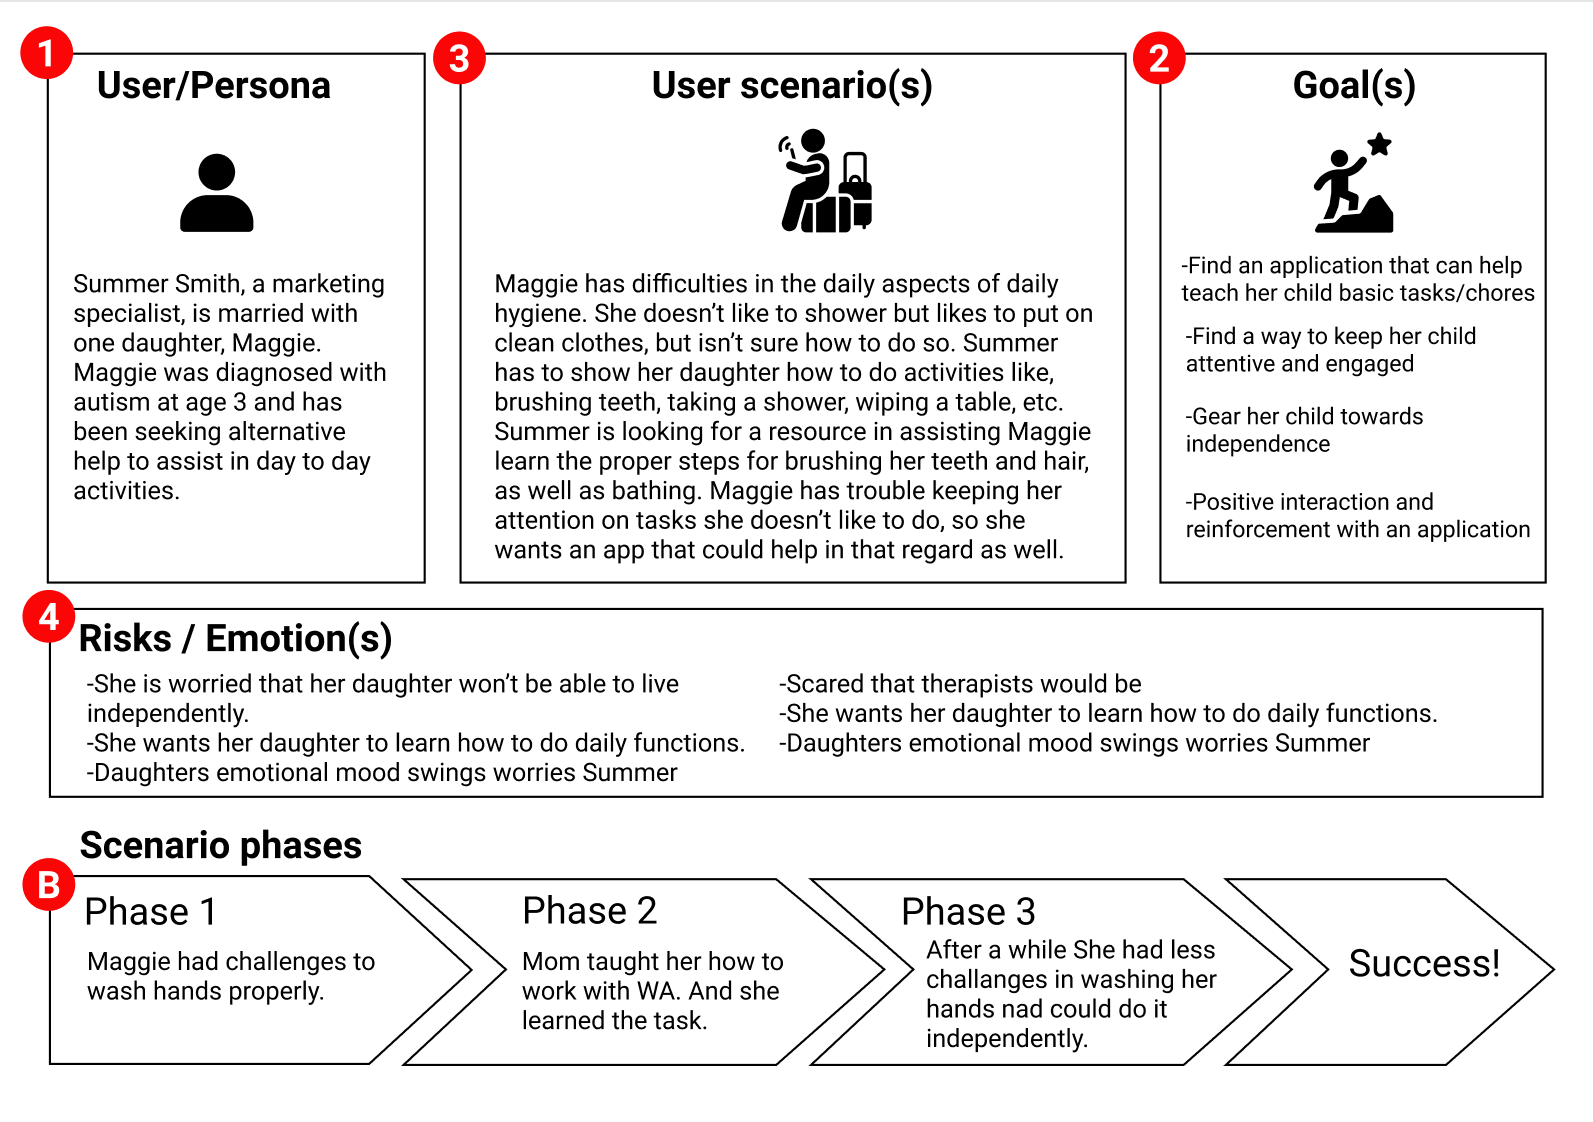 1
User/Persona
Summer Smith, a marketing
specialist, is married with
one daughter, Maggie.
Maggie was diagnosed with
autism at age 3 and has
been seeking alternative
help to assist in day to day
activities.
3
User scenario(s)
Maggie has difficulties in the daily aspects of daily
hygiene. She doesn’t like to shower but likes to put on
clean clothes, but isn’t sure how to do so. Summer
has to show her daughter how to do activities like,
brushing teeth, taking a shower, wiping a table, etc.
Summer is looking for a resource in assisting Maggie
learn the proper steps for brushing her teeth and hair,
as well as bathing. Maggie has trouble keeping her
attention on tasks she doesn’t like to do, so she
wants an app that could help in that regard as well.
2
Goal(s)
-Find an application that can help
teach her child basic tasks/chores
-Find a way to keep her child
attentive and engaged
-Gear her child towards
independence
-Positive interaction and
reinforcement with an application
4
Risks / Emotion(s)
-She is worried that her daughter won’t be able to live
independently.
-She wants her daughter to learn how to do daily functions.
-Daughters emotional mood swings worries Summer
-Scared that therapists would be
-She wants her daughter to learn how to do daily functions.
-Daughters emotional mood swings worries Summer
Scenario phases
B
Phase 1
Maggie had challenges to
wash hands properly.
Phase 2
Mom taught her how to
work with WA. And she
learned the task.
Phase 3
After a while She had less
challanges in washing her
hands nad could do it
independently.
Success!